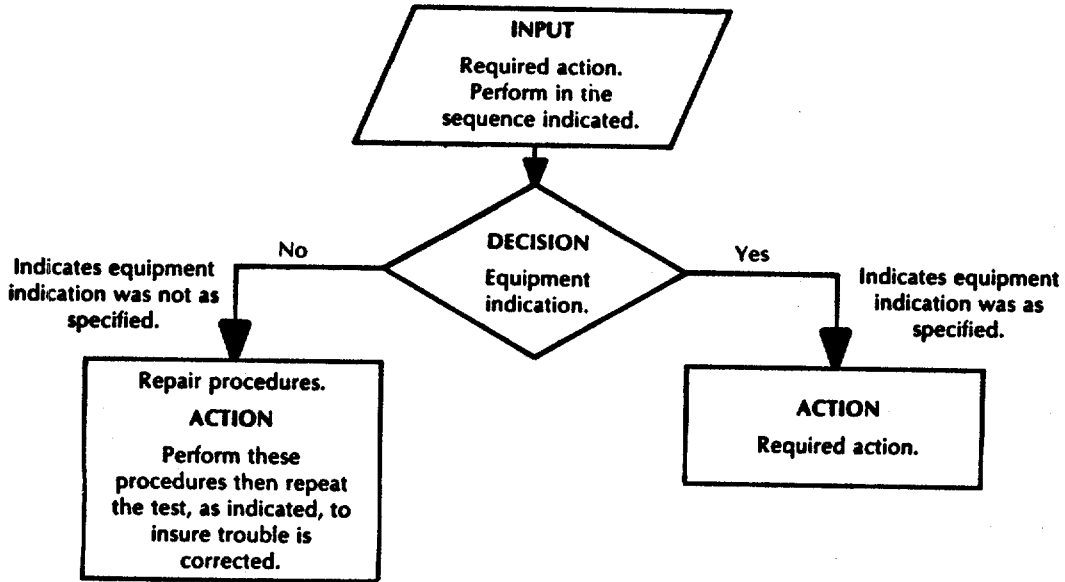 INPUT
Required action.
Perform in the
sequence indicated.
DECISION
Equipment
indication.
No
Indicates equipment
indication was not as
specified.
Yes
Indicates equipment
indication was as
specified.
Repair procedures.
ACTION
Perform these
procedures then repeat
the test, as indicated, to
insure trouble is
corrected.
ACTION
Required action.